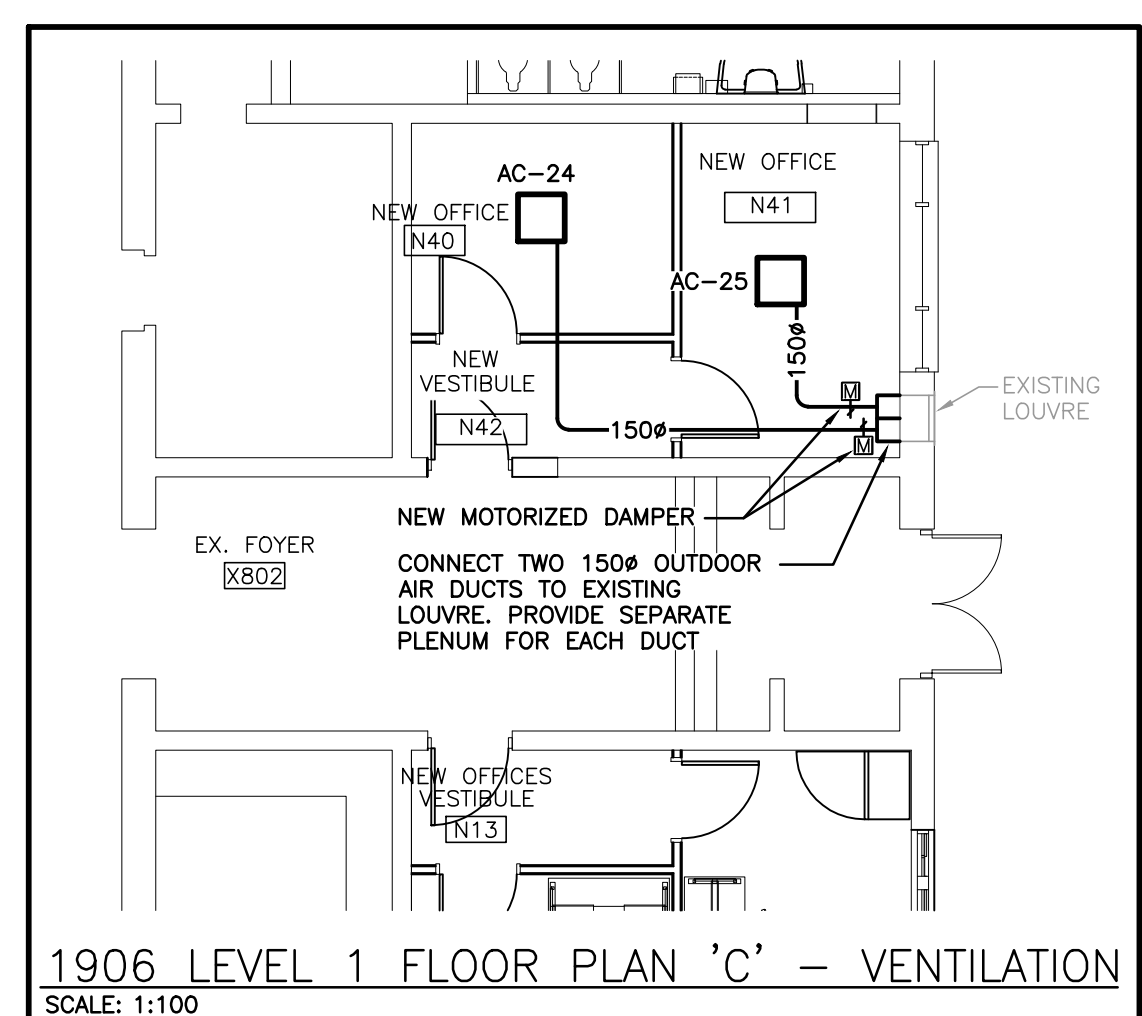 AC-24
NEW OFFICE
N40
NEW OFFICE
N41
AC-25
150ø
NEW
VESTIBULE
N42
150ø
M
M
EXISTING
LOUVRE
NEW MOTORIZED DAMPER
EX. FOYER
X802
CONNECT TWO 150ø OUTDOOR
AIR DUCTS TO EXISTING
LOUVRE. PROVIDE SEPARATE
PLENUM FOR EACH DUCT
NEW OFFICES
VESTIBULE
N13
1906 LEVEL 1 FLOOR PLAN 'C' – VENTILATION
SCALE: 1:100